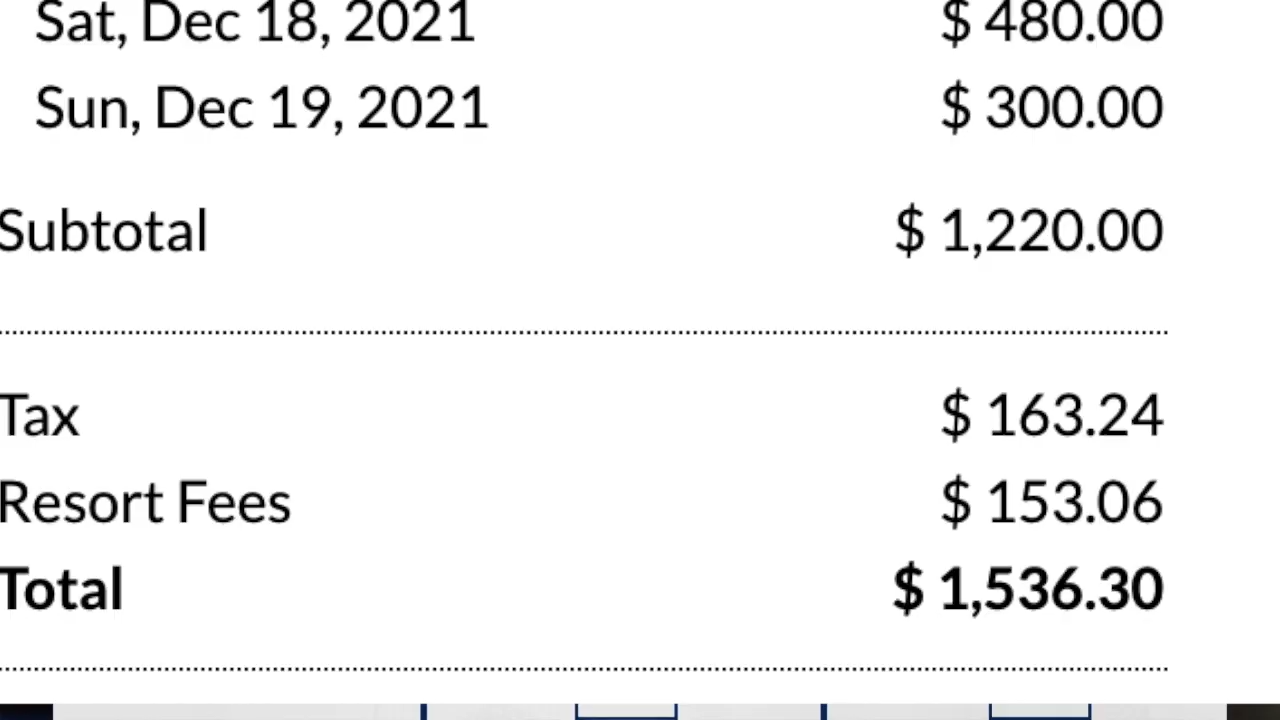 Sat, Dec 18, 2021 $ 480.00
Sun, Dec 19, 2021 $ 300.00
Subtotal $ 1,220.00
Tax $ 163.24
Resort Fees $ 153.06
Total $ 1,536.30